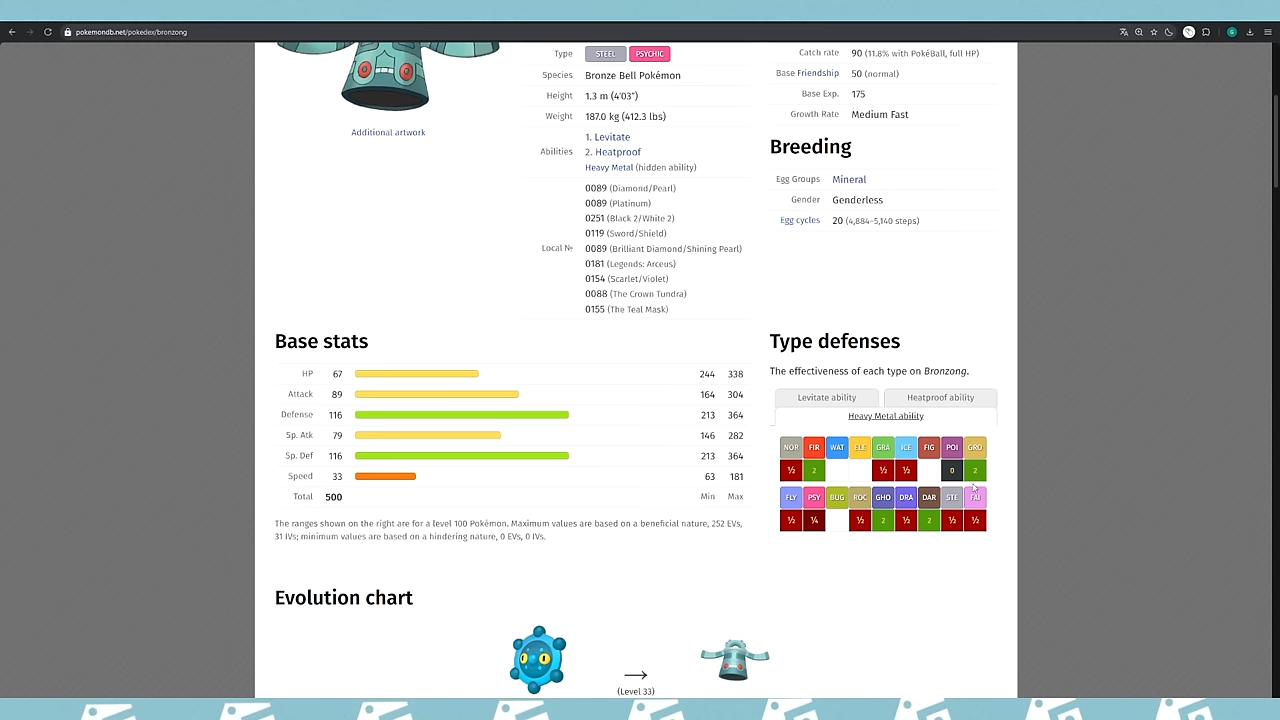 pokemondb.net/pokedex/bronzong
Type STEEL PSYCHIC
Species Bronze Bell Pokémon
Height 1.3 m (4′03″)
Weight 187.0 kg (412.3 lbs)
Abilities 1. Levitate
2. Heatproof
Heavy Metal (hidden ability)
Local № 0089 (Diamond/Pearl)
0089 (Platinum)
0251 (Black 2/White 2)
0119 (Sword/Shield)
0089 (Brilliant Diamond/Shining Pearl)
0181 (Legends: Arceus)
0154 (Scarlet/Violet)
0088 (The Crown Tundra)
0155 (The Teal Mask)
Additional artwork
Catch rate 90 (11.8% with PokéBall, full HP)
Base Friendship 50 (normal)
Base Exp. 175
Growth Rate Medium Fast
Breeding
Egg Groups Mineral
Gender Genderless
Egg cycles 20 (4,884–5,140 steps)
Base stats
HP 67 244 338
Attack 89 164 304
Defense 116 213 364
Sp. Atk 79 146 282
Sp. Def 116 213 364
Speed 33 63 181
Total 500 Min Max
The ranges shown on the right are for a level 100 Pokémon. Maximum values are based on a beneficial nature, 252 EVs,
31 IVs; minimum values are based on a hindering nature, 0 EVs, 0 IVs.
Type defenses
The effectiveness of each type on Bronzong.
Levitate ability Heatproof ability
Heavy Metal ability
NOR FIR WAT ELE GRA ICE FIG POI GRO
½ 2 ½ ½ 0 2
FLY PSY BUG ROC GHO DRA DAR STE FAI
½ ¼ ½ 2 ½ 2 ½ ½
Evolution chart
(Level 33)